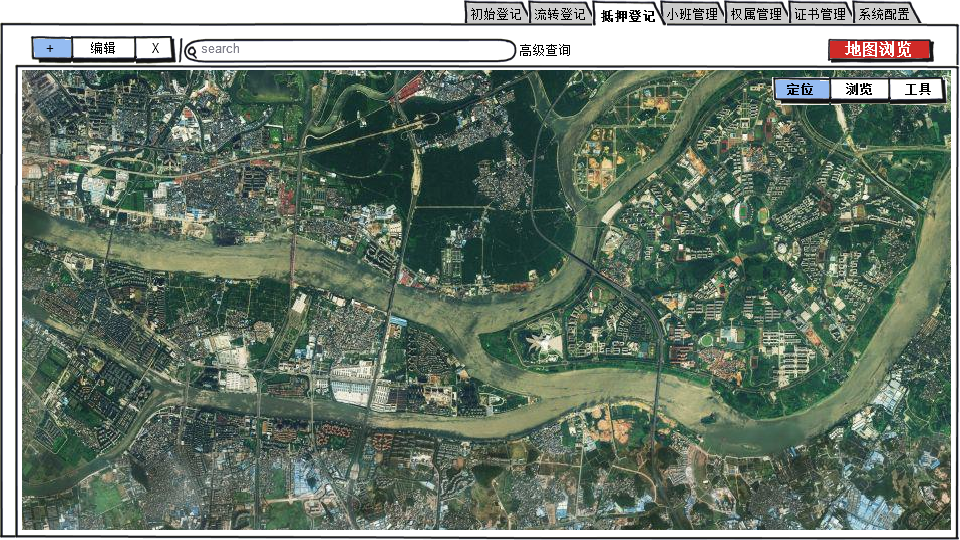 初始登记 流转登记 抵押登记 小班管理 权属管理 证书管理 系统配置
+ 编辑 X search 高级查询 地图浏览
定位 浏览 工具